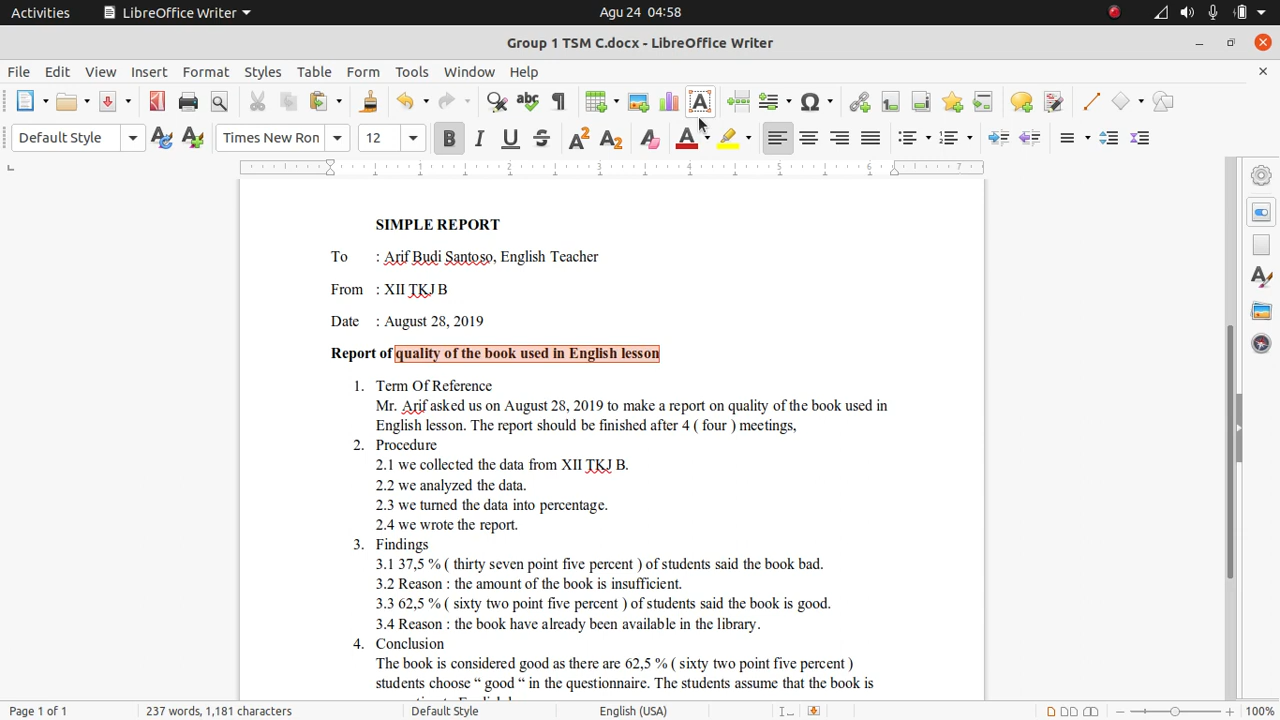 Activities LibreOffice Writer Agu 24 04:58
Group 1 TSM C.docx - LibreOffice Writer
File Edit View Insert Format Styles Table Form Tools Window Help
Default Style Times New Ron 12
1 2 3 4 5 6 7
SIMPLE REPORT
To : Arif Budi Santoso, English Teacher
From : XII TKJ B
Date : August 28, 2019
Report of quality of the book used in English lesson
1. Term Of Reference
Mr. Arif asked us on August 28, 2019 to make a report on quality of the book used in
English lesson. The report should be finished after 4 ( four ) meetings,
2. Procedure
2.1 we collected the data from XII TKJ B.
2.2 we analyzed the data.
2.3 we turned the data into percentage.
2.4 we wrote the report.
3. Findings
3.1 37,5 % ( thirty seven point five percent ) of students said the book bad.
3.2 Reason : the amount of the book is insufficient.
3.3 62,5 % ( sixty two point five percent ) of students said the book is good.
3.4 Reason : the book have already been available in the library.
4. Conclusion
The book is considered good as there are 62,5 % ( sixty two point five percent )
students choose “ good “ in the questionnaire. The students assume that the book is
Page 1 of 1 237 words, 1,181 characters Default Style English (USA) 100%